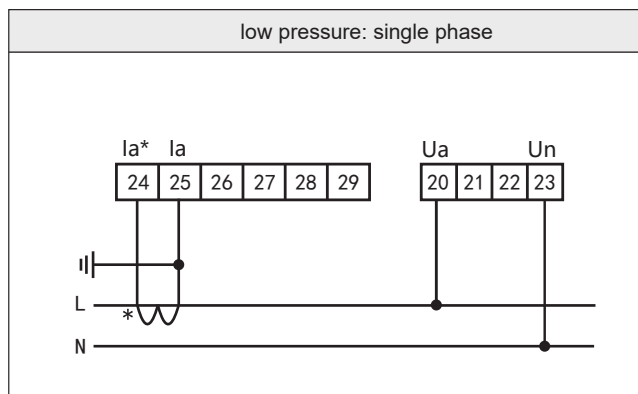 low pressure: single phase
Ia* Ia Ua Un
24 25 26 27 28 29 20 21 22 23
L
*
N